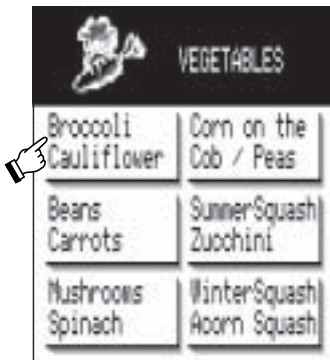 VEGETABLES
Broccoli
Cauliflower
Corn on the
Cob / Peas
Beans
Carrots
SummerSquash
Zucchini
Mushrooms
Spinach
WinterSquash
Acorn Squash